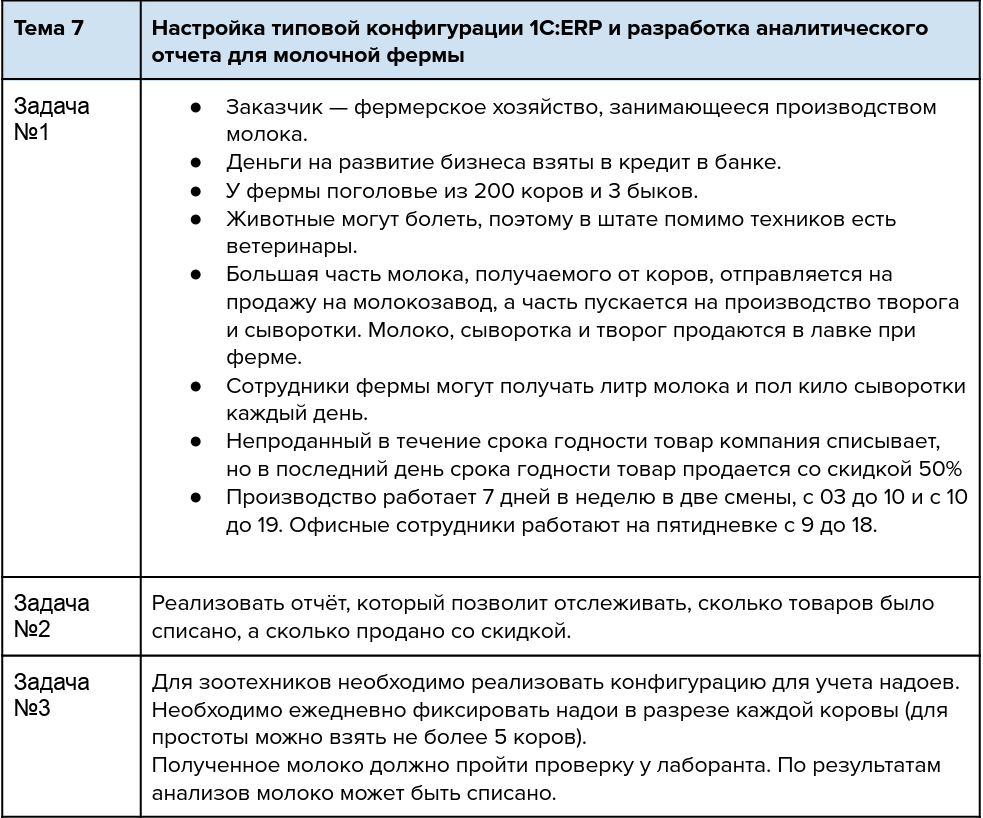 Тема 7
Настройка типовой конфигурации 1С:ERP и разработка аналитического
отчета для молочной фермы
Задача
№1
● Заказчик — фермерское хозяйство, занимающееся производством
молока.
● Деньги на развитие бизнеса взяты в кредит в банке.
● У фермы поголовье из 200 коров и 3 быков.
● Животные могут болеть, поэтому в штате помимо техников есть
ветеринары.
● Большая часть молока, получаемого от коров, отправляется на
продажу на молокозавод, а часть пускается на производство творога
и сыворотки. Молоко, сыворотка и творог продаются в лавке при
ферме.
● Сотрудники фермы могут получать литр молока и пол кило сыворотки
каждый день.
● Непроданный в течение срока годности товар компания списывает,
но в последний день срока годности товар продается со скидкой 50%
● Производство работает 7 дней в неделю в две смены, с 03 до 10 и с 10
до 19. Офисные сотрудники работают на пятидневке с 9 до 18.
Задача
№2
Реализовать отчёт, который позволит отслеживать, сколько товаров было
списано, а сколько продано со скидкой.
Задача
№3
Для зоотехников необходимо реализовать конфигурацию для учета надоев.
Необходимо ежедневно фиксировать надои в разрезе каждой коровы (для
простоты можно взять не более 5 коров).
Полученное молоко должно пройти проверку у лаборанта. По результатам
анализов молоко может быть списано.